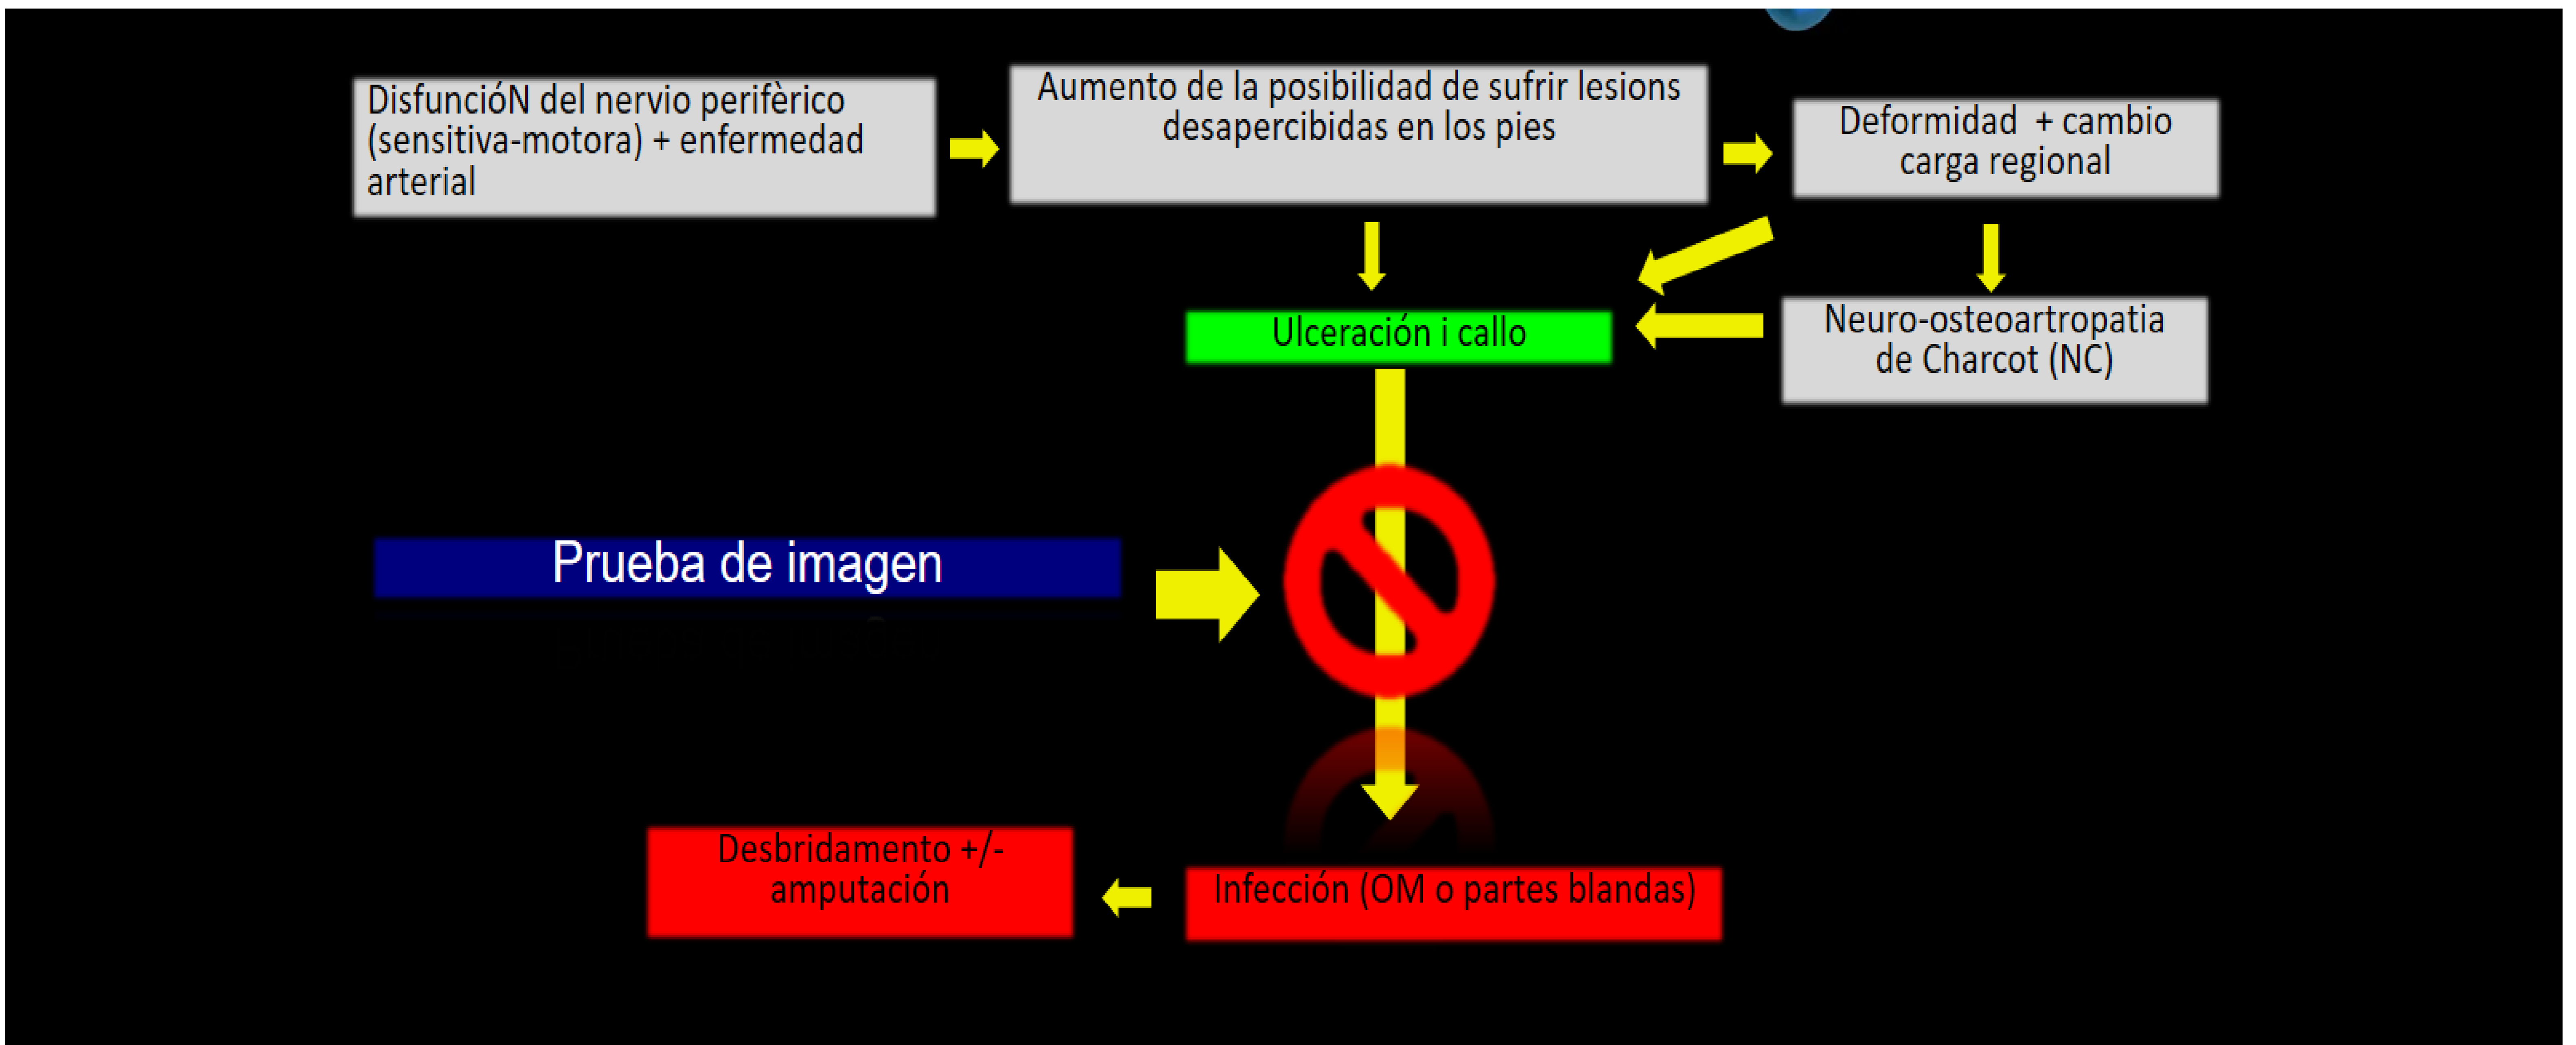 DisfuncióN del nervio perifèrico
(sensitiva-motora) + enfermedad
arterial
Aumento de la posibilidad de sufrir lesions
desapercibidas en los pies
Deformidad + cambio
carga regional
Ulceración i callo
Neuro-osteoartropatia
de Charcot (NC)
Prueba de imagen
Desbridamento +/-
amputación
Infección (OM o partes blandas)